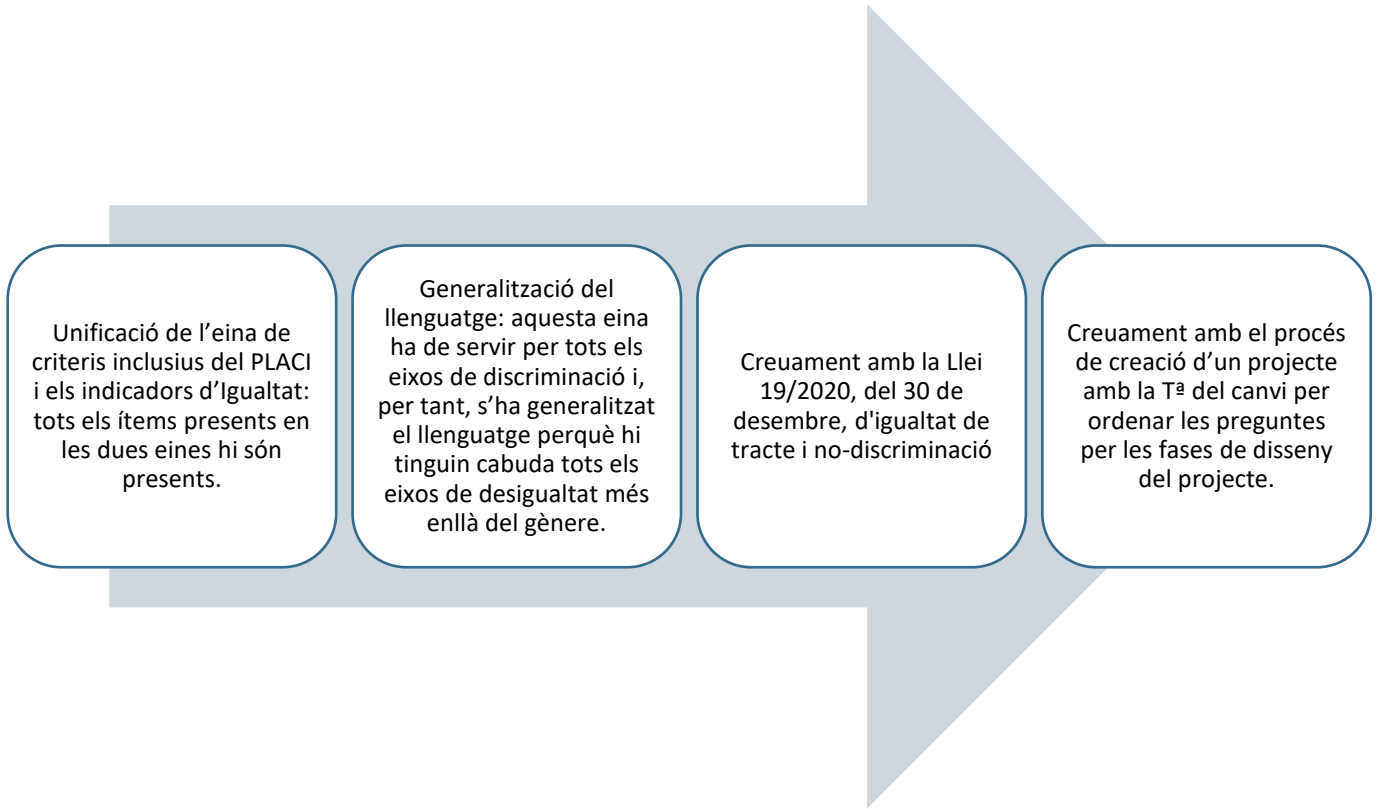 Unificació de l’eina de
criteris inclusius del PLACI
i els indicadors d’Igualtat:
tots els ítems presents en
les dues eines hi són
presents.
Generalització del
llenguatge: aquesta eina
ha de servir per tots els
eixos de discriminació i,
per tant, s’ha generalitzat
el llenguatge perquè hi
tinguin cabuda tots els
eixos de desigualtat més
enllà del gènere.
Creuament amb la Llei
19/2020, del 30 de
desembre, d'igualtat de
tracte i no-discriminació
Creuament amb el procés
de creació d’un projecte
amb la Tª del canvi per
ordenar les preguntes
per les fases de disseny
del projecte.